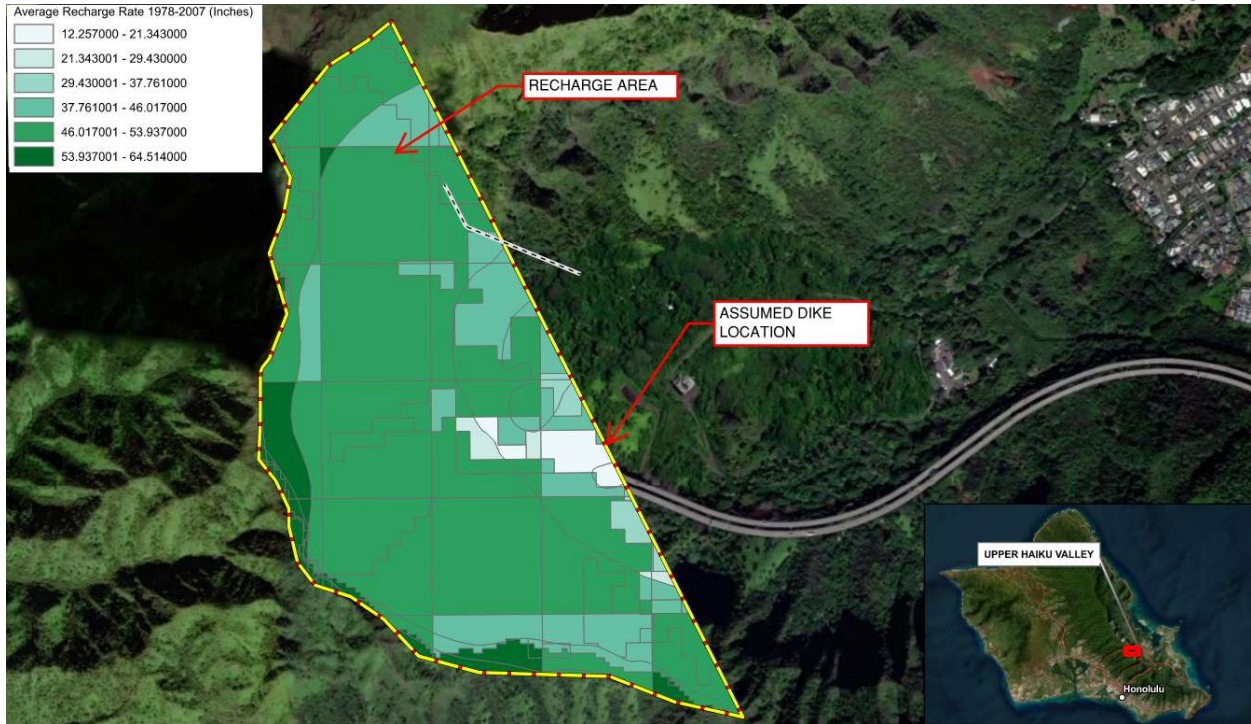 Average Recharge Rate 1978-2007 (Inches)
12.257000 - 21.343000
21.343001 - 29.430000
29.430001 - 37.761000
37.761001 - 46.017000
46.017001 - 53.937000
53.937001 - 64.514000
RECHARGE AREA
ASSUMED DIKE
LOCATION
UPPER HAIKU VALLEY
Honolulu